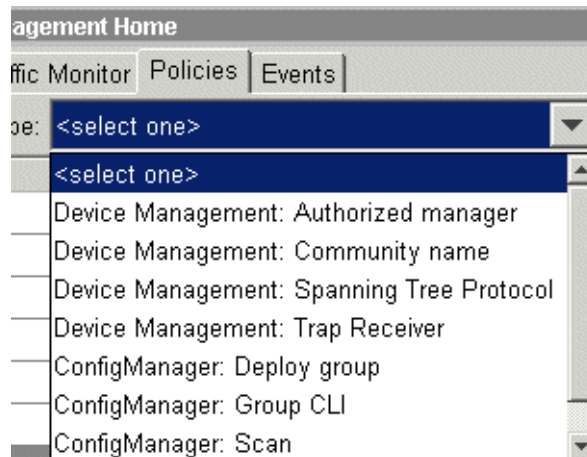 agement Home
ffic Monitor Policies Events
pe: <select one>
<select one>
Device Management: Authorized manager
Device Management: Community name
Device Management: Spanning Tree Protocol
Device Management: Trap Receiver
ConfigManager: Deploy group
ConfigManager: Group CLI
ConfigManager: Scan